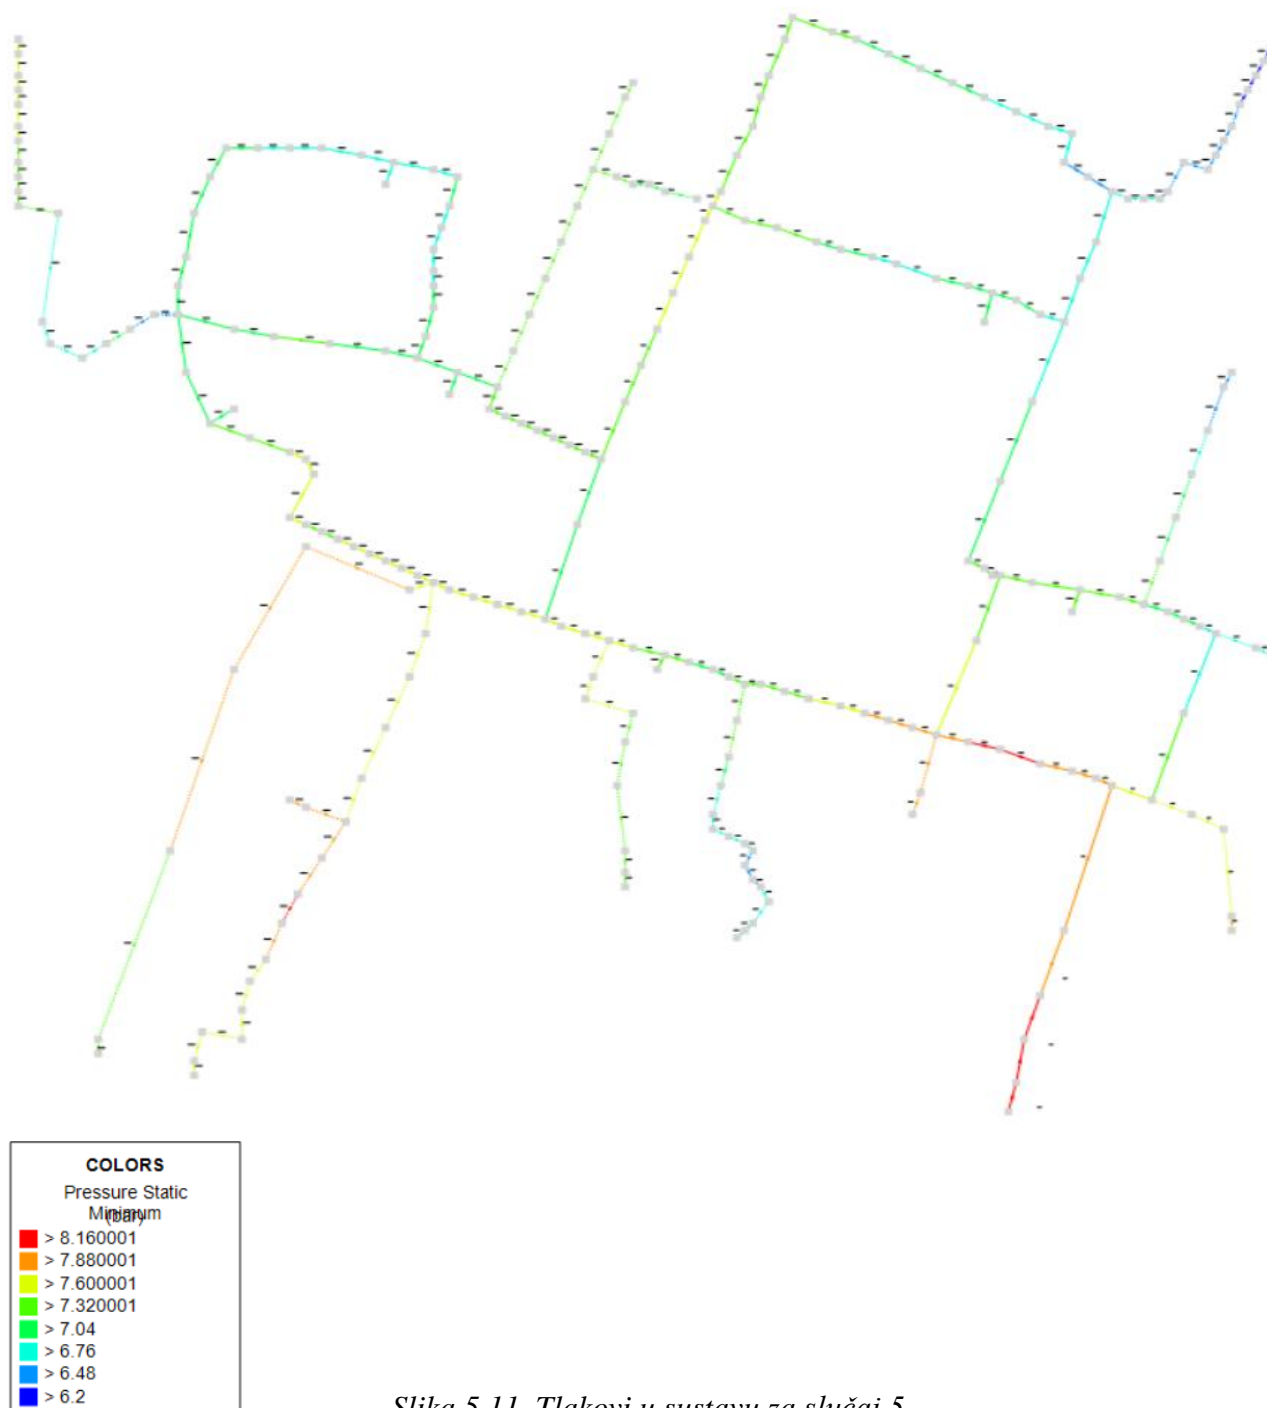 COLORS
Pressure Static
Minimum
(bar)
> 8.160001
> 7.880001
> 7.600001
> 7.320001
> 7.04
> 6.76
> 6.48
> 6.2
Slika 5-11. Tlakovi u sustavu za slučaj 5